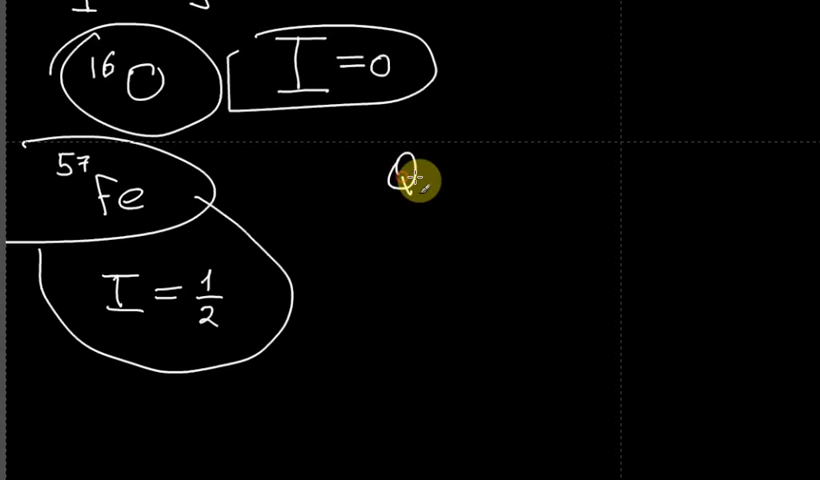 ¹⁶O I = 0
⁵⁷Fe
I = 1/2